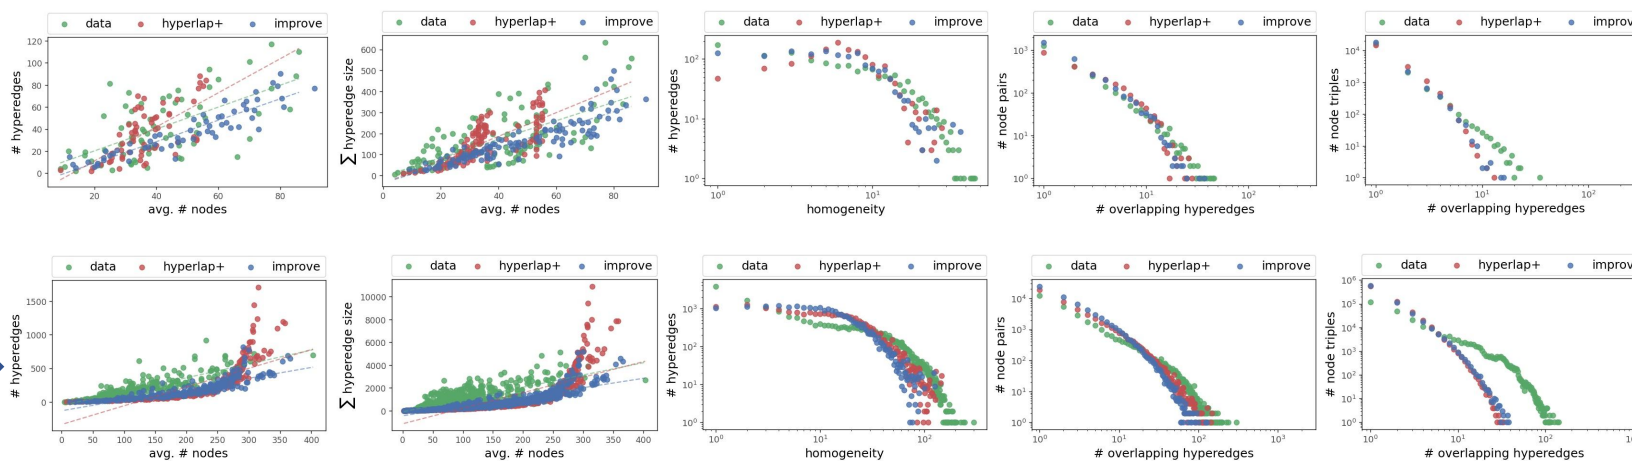 data hyperlap+ improve
# hyperedges
120
100
80
60
40
20
0
20 40 60 80
avg. # nodes
data hyperlap+ improve
∑ hyperedge size
600
500
400
300
200
100
0
0 20 40 60 80
avg. # nodes
data hyperlap+ improve
# hyperedges
10²
10¹
10⁰
10⁰ 10¹
homogeneity
data hyperlap+ improve
# node pairs
10³
10²
10¹
10⁰
10⁰ 10¹ 10²
# overlapping hyperedges
data hyperlap+ improv
# node triples
10⁴
10³
10²
10¹
10⁰
10⁰ 10¹ 10²
# overlapping hyperedges
data hyperlap+ improve
# hyperedges
1500
1000
500
0
0 50 100 150 200 250 300 350 400
avg. # nodes
data hyperlap+ improve
∑ hyperedge size
10000
8000
6000
4000
2000
0
0 50 100 150 200 250 300 350 400
avg. # nodes
data hyperlap+ improve
# hyperedges
10³
10²
10¹
10⁰
10⁰ 10¹ 10²
homogeneity
data hyperlap+ improve
# node pairs
10⁴
10³
10²
10¹
10⁰
10⁰ 10¹ 10² 10³
# overlapping hyperedges
data hyperlap+ improv
# node triples
10⁶
10⁵
10⁴
10³
10²
10¹
10⁰
10⁰ 10¹ 10²
# overlapping hyperedges